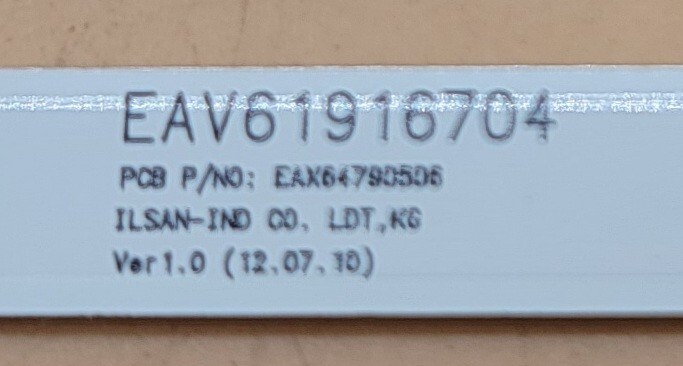 EAV61916704
PCB P/NO: EAX64790506
ILSAN-IND CO. LDT.,KG
Ver1.0 (12.07.10)